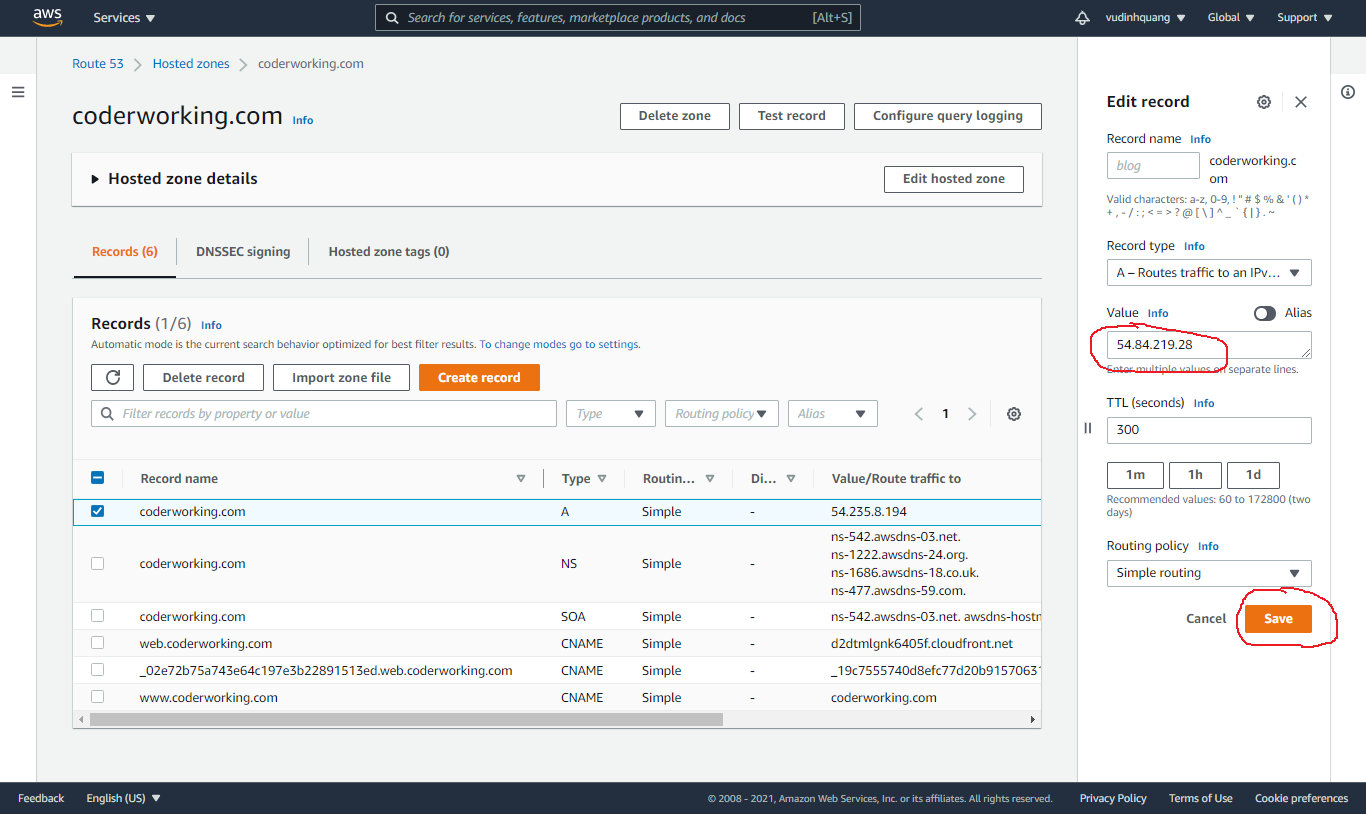 aws
Services
Search for services, features, marketplace products, and docs
[Alt+S]
vudinhquang
Global
Support
Route 53
Hosted zones
coderworking.com
coderworking.com Info
Delete zone
Test record
Configure query logging
Hosted zone details
Edit hosted zone
Records (6)
DNSSEC signing
Hosted zone tags (0)
Records (1/6) Info
Automatic mode is the current search behavior optimized for best filter results. To change modes go to settings.
Delete record
Import zone file
Create record
Filter records by property or value
Type
Routing policy
Alias
1
Record name
Type
Routin...
Di...
Value/Route traffic to
coderworking.com
A
Simple
-
54.235.8.194
coderworking.com
NS
Simple
-
ns-542.awsdns-03.net.
ns-1222.awsdns-24.org.
ns-1686.awsdns-18.co.uk.
ns-477.awsdns-59.com.
coderworking.com
SOA
Simple
-
ns-542.awsdns-03.net. awsdns-hostn
web.coderworking.com
CNAME
Simple
-
d2dtmlgnk6405f.cloudfront.net
_02e72b75a743e64c197e3b22891513ed.web.coderworking.com
CNAME
Simple
-
_19c7555740d8efc77d20b91570631
www.coderworking.com
CNAME
Simple
-
coderworking.com
Edit record
Record name Info
blog
coderworking.c
om
Valid characters: a-z, 0-9, ! " # $ % & ' ( ) *
+ , - / : ; < = > ? @ [ \ ] ^ _ ` { | } . ~
Record type Info
A – Routes traffic to an IPv...
Value Info
Alias
54.84.219.28
Enter multiple values on separate lines.
TTL (seconds) Info
300
1m
1h
1d
Recommended values: 60 to 172800 (two
days)
Routing policy Info
Simple routing
Cancel
Save
Feedback
English (US)
© 2008 - 2021, Amazon Web Services, Inc. or its affiliates. All rights reserved.
Privacy Policy
Terms of Use
Cookie preferences